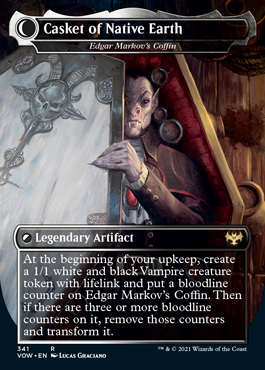 Casket of Native Earth
Edgar Markov's Coffin
Legendary Artifact
At the beginning of your upkeep, create
a 1/1 white and black Vampire creature
token with lifelink and put a bloodline
counter on Edgar Markov's Coffin. Then
if there are three or more bloodline
counters on it, remove those counters
and transform it.
341 R
VOW • EN LUCAS GRACIANO
™ & © 2021 Wizards of the Coast